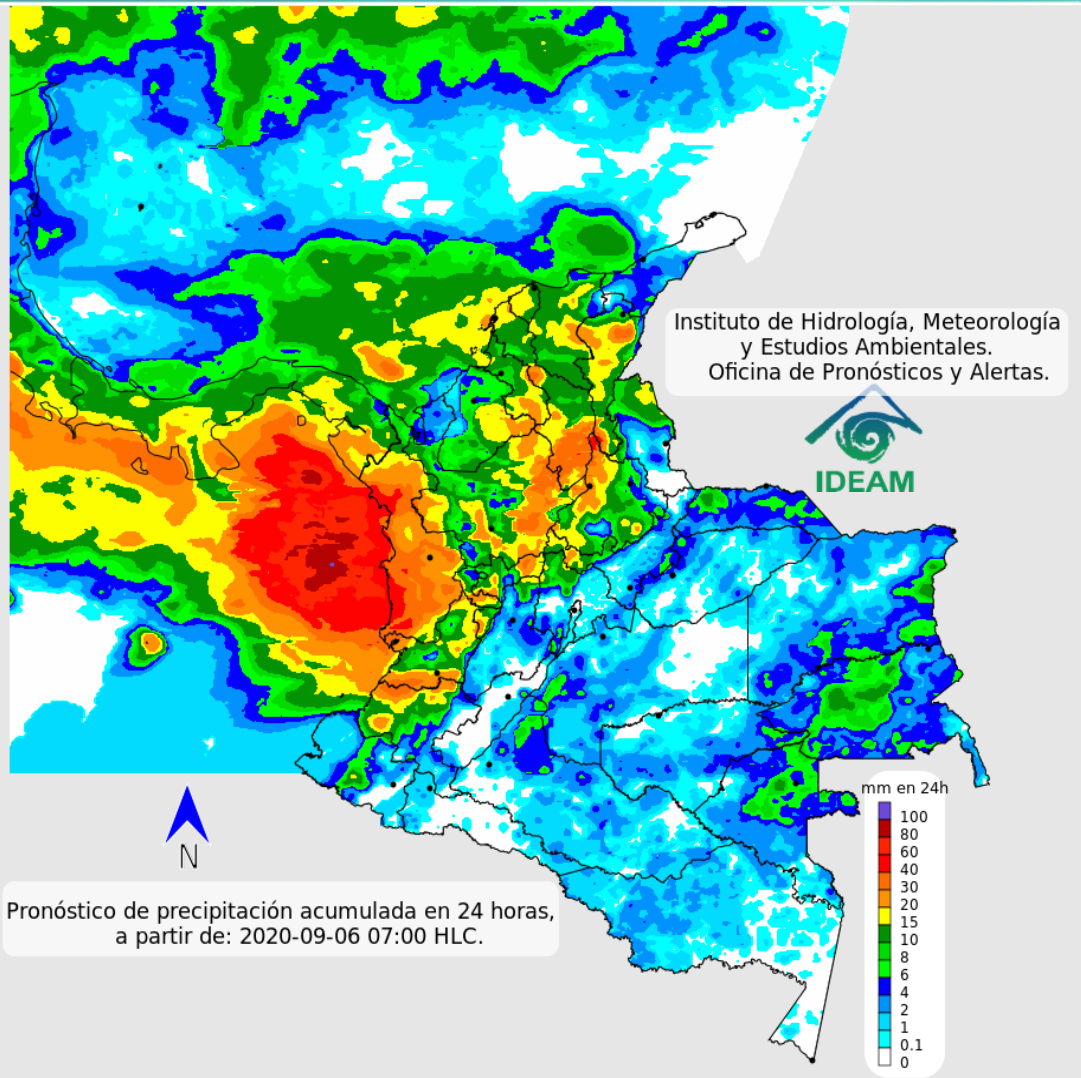 Instituto de Hidrología, Meteorología
y Estudios Ambientales.
Oficina de Pronósticos y Alertas.
IDEAM
mm en 24h
100
80
60
40
30
20
15
10
8
6
4
2
1
0.1
0
N
Pronóstico de precipitación acumulada en 24 horas,
a partir de: 2020-09-06 07:00 HLC.